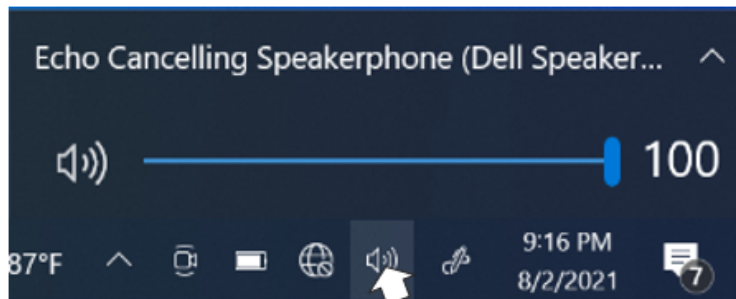 Echo Cancelling Speakerphone (Dell Speaker...
100
87°F
9:16 PM
8/2/2021
7